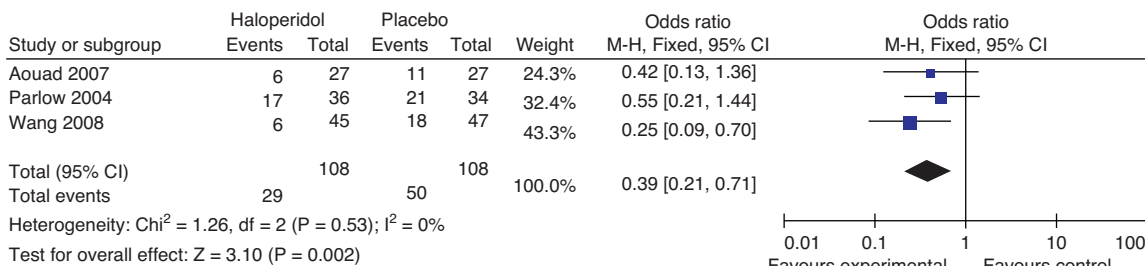 Haloperidol Placebo Odds ratio Odds ratio
Study or subgroup Events Total Events Total Weight M-H, Fixed, 95% CI M-H, Fixed, 95% CI
Aouad 2007 6 27 11 27 24.3% 0.42 [0.13, 1.36]
Parlow 2004 17 36 21 34 32.4% 0.55 [0.21, 1.44]
Wang 2008 6 45 18 47 43.3% 0.25 [0.09, 0.70]
Total (95% CI) 108 108 100.0% 0.39 [0.21, 0.71]
Total events 29 50
Heterogeneity: Chi² = 1.26, df = 2 (P = 0.53); I² = 0%
Test for overall effect: Z = 3.10 (P = 0.002)
0.01 0.1 1 10 100
Favours experimental Favours control